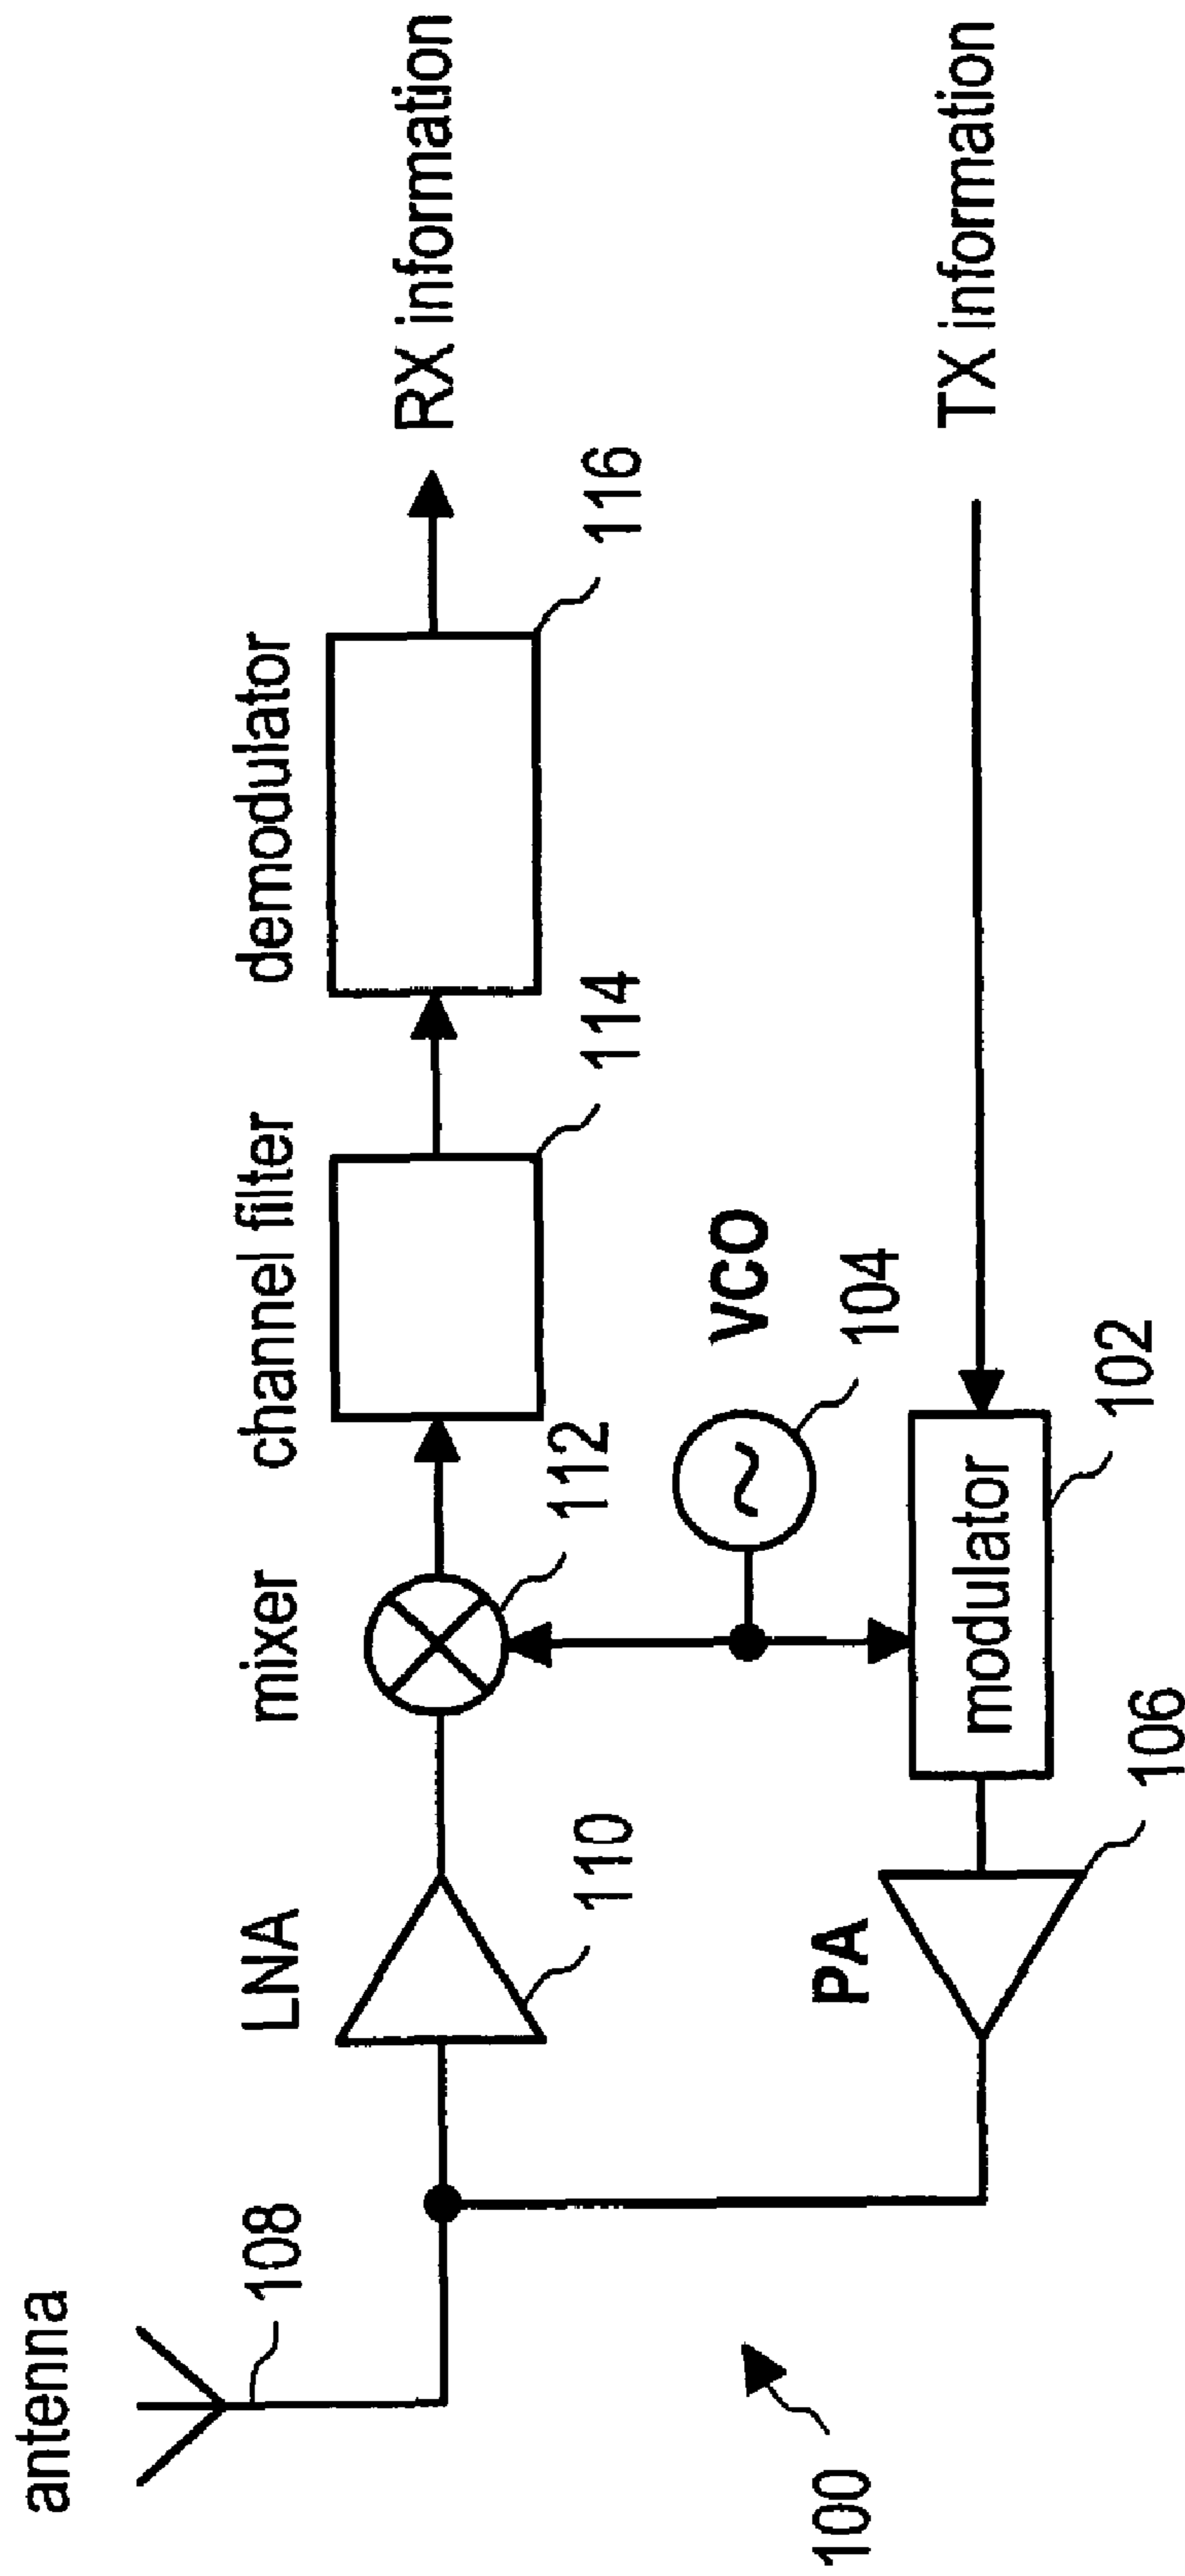 antenna
108
LNA
110
mixer
112
channel filter
114
demodulator
116
RX information
VCO
104
PA
106
modulator
102
TX information
100